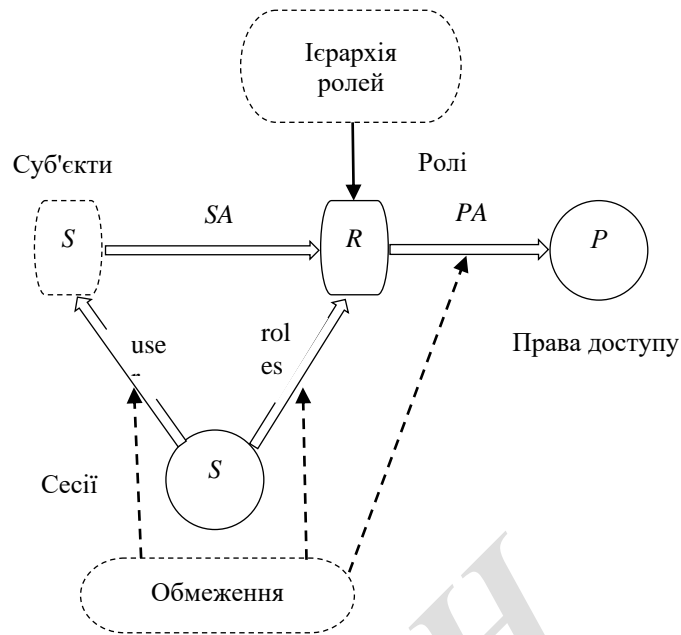 Ієрархія
ролей
Суб'єкти
Ролі
SA
PA
S
R
P
use
rol
es
Права доступу
S
Сесії
Обмеження
Н